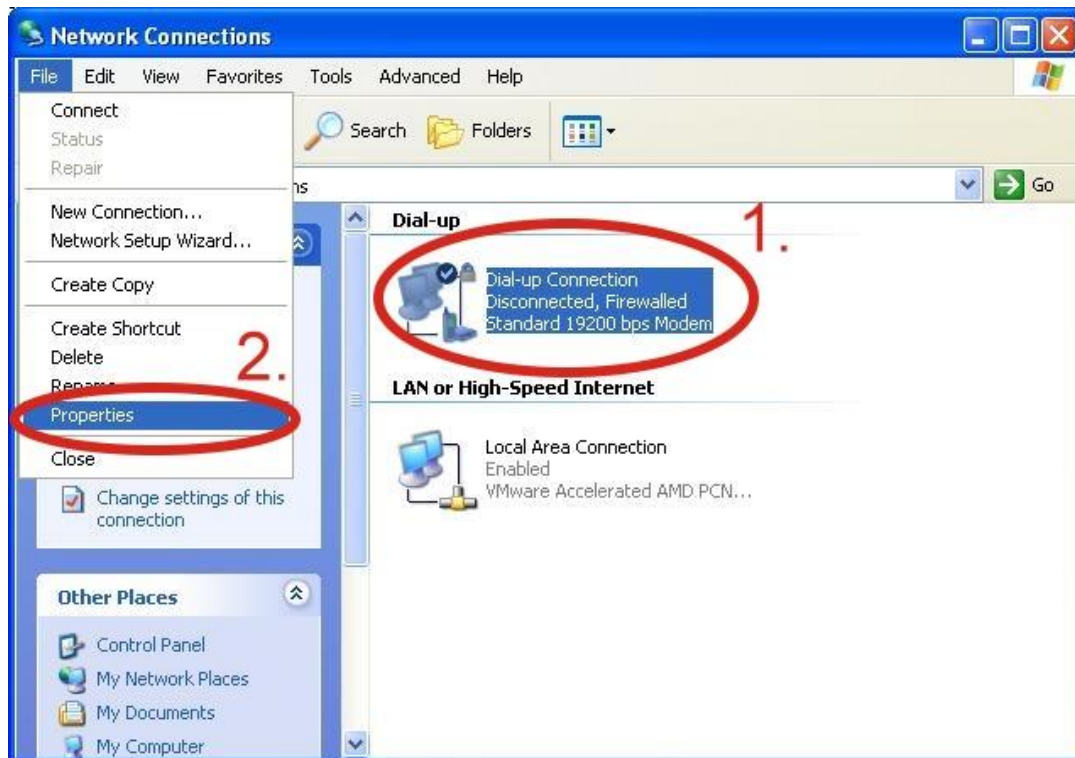 Network Connections
File Edit View Favorites Tools Advanced Help
Connect
Status
Repair
New Connection...
Network Setup Wizard...
Create Copy
Create Shortcut
Delete
Rename
Properties
Close
Search Folders
ns
Go
1.
2.
Dial-up
Dial-up Connection
Disconnected, Firewalled
Standard 19200 bps Modem
LAN or High-Speed Internet
Local Area Connection
Enabled
VMware Accelerated AMD PCN...
Change settings of this
connection
Other Places
Control Panel
My Network Places
My Documents
My Computer